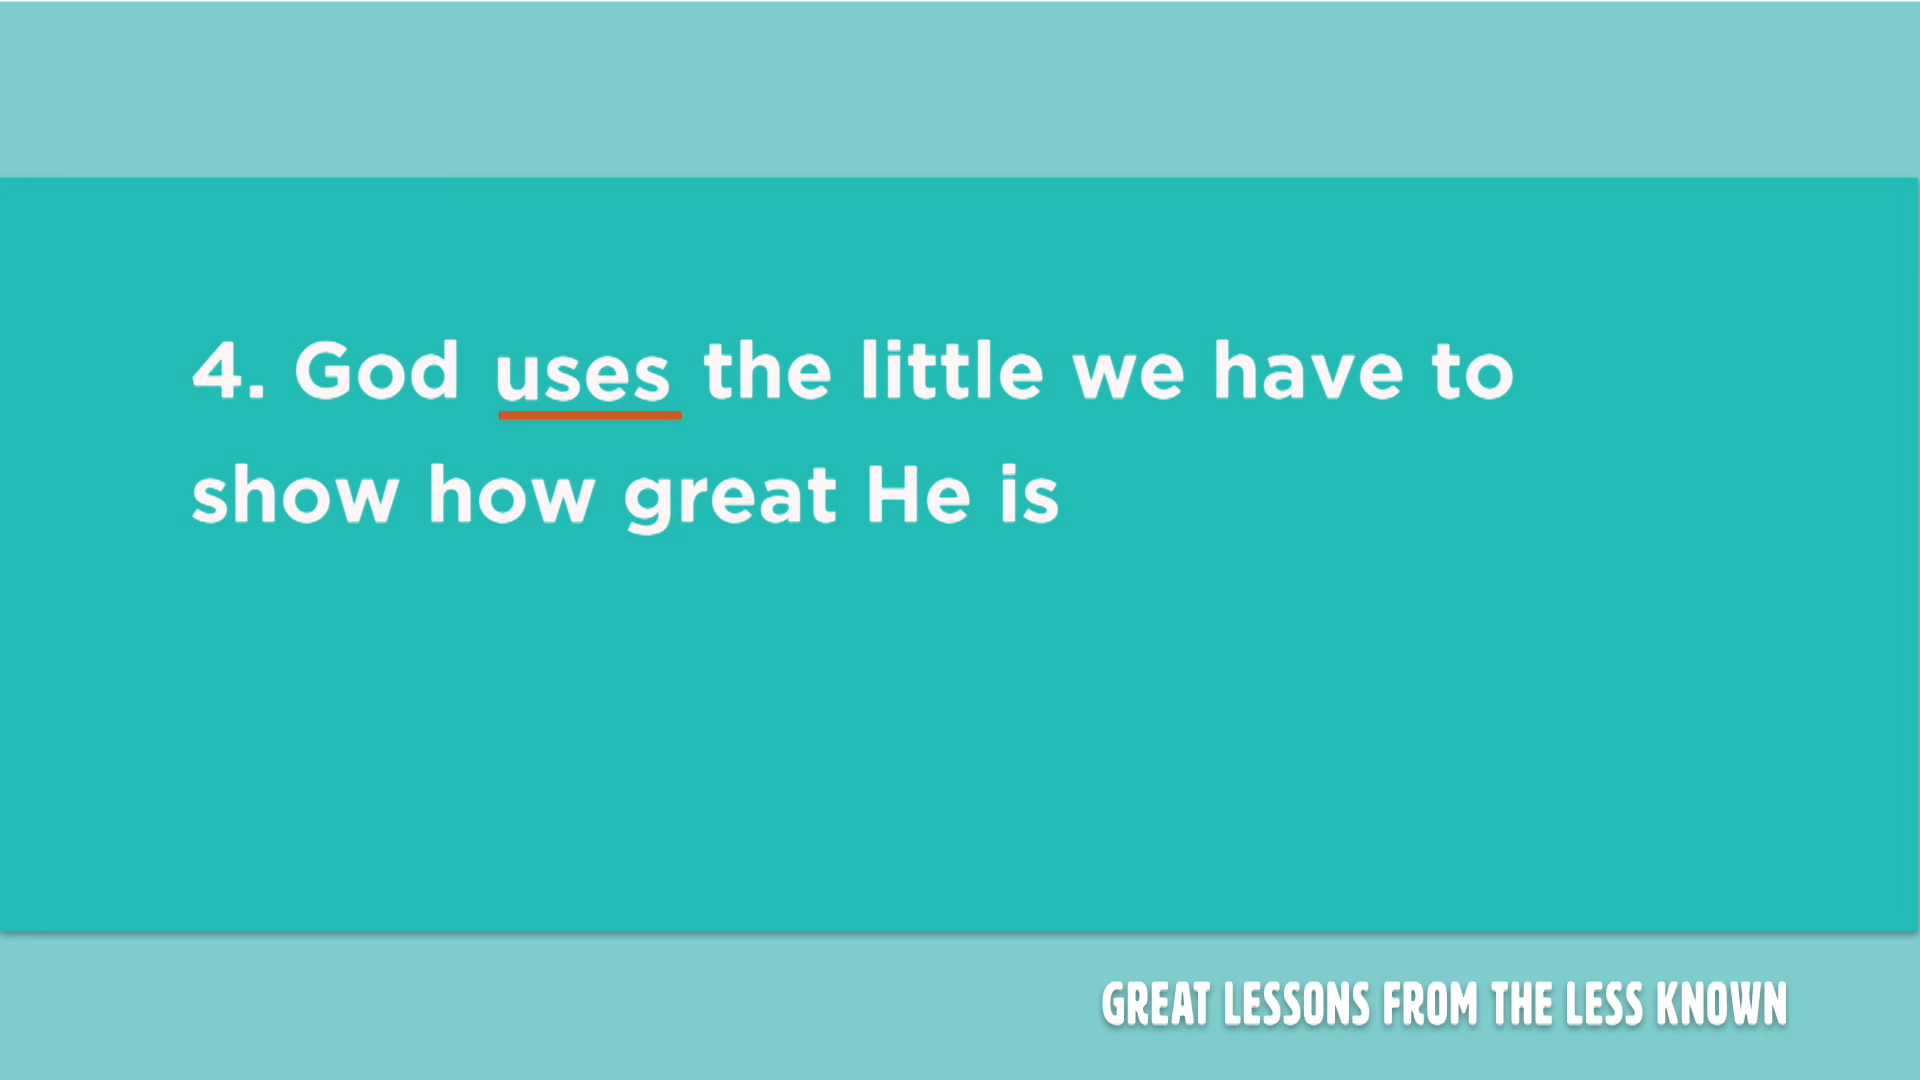 4. God uses the little we have to
show how great He is
GREAT LESSONS FROM THE LESS KNOWN